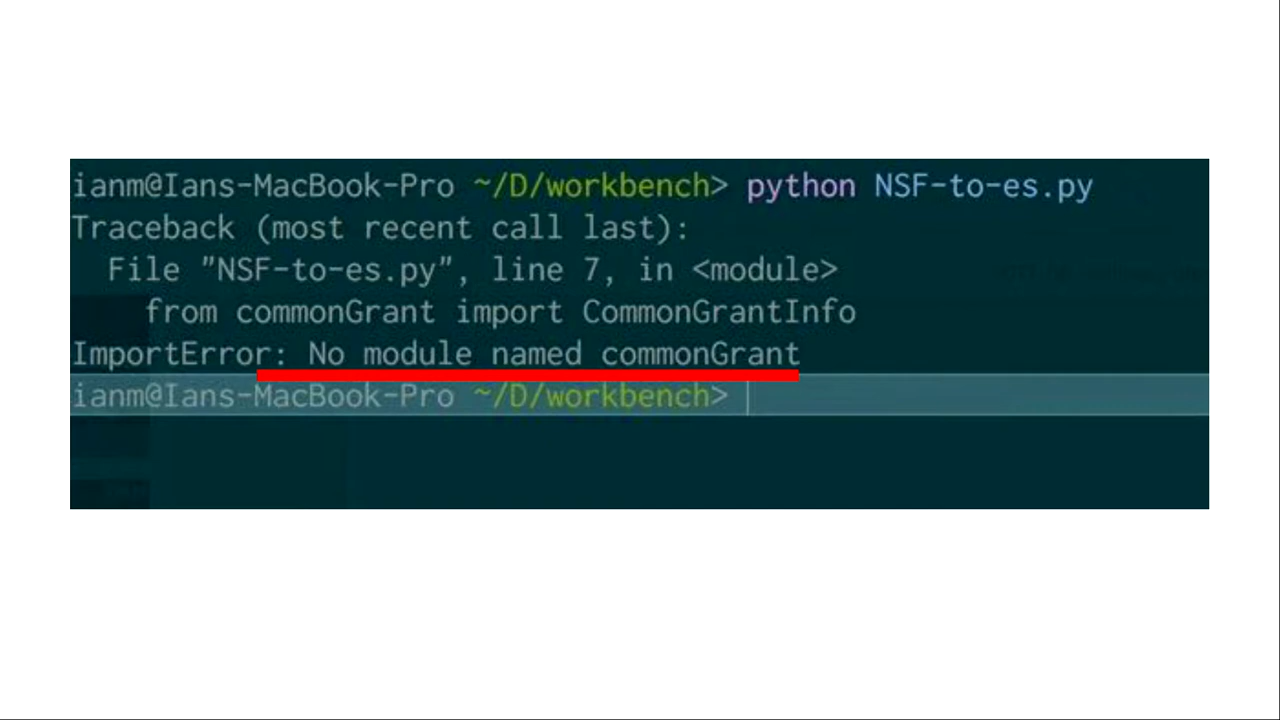 ianm@Ians-MacBook-Pro ~/D/workbench> python NSF-to-es.py
Traceback (most recent call last):
  File "NSF-to-es.py", line 7, in <module>
    from commonGrant import CommonGrantInfo
ImportError: No module named commonGrant
ianm@Ians-MacBook-Pro ~/D/workbench>